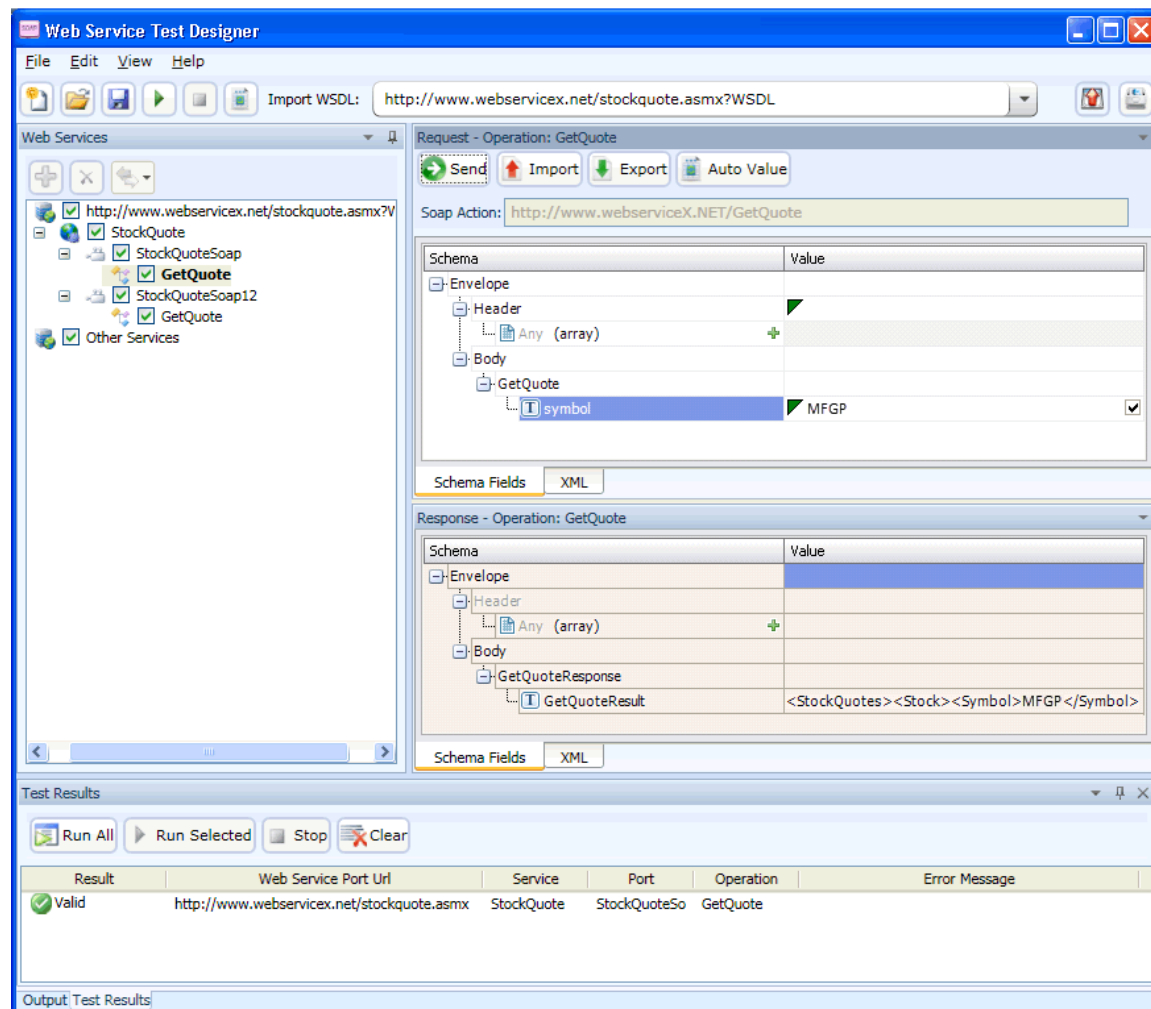 SOAP Web Service Test Designer
File Edit View Help
Import WSDL: http://www.webservicex.net/stockquote.asmx?WSDL
Web Services
http://www.webservicex.net/stockquote.asmx?V
StockQuote
StockQuoteSoap
GetQuote
StockQuoteSoap12
GetQuote
Other Services
Request - Operation: GetQuote
Send Import Export Auto Value
Soap Action: http://www.webserviceX.NET/GetQuote
Schema Value
Envelope
Header
Any (array)
Body
GetQuote
T symbol MFGP
Schema Fields XML
Response - Operation: GetQuote
Schema Value
Envelope
Header
Any (array)
Body
GetQuoteResponse
T GetQuoteResult <StockQuotes><Stock><Symbol>MFGP</Symbol>
Schema Fields XML
Test Results
Run All Run Selected Stop Clear
Result Web Service Port Url Service Port Operation Error Message
Valid http://www.webservicex.net/stockquote.asmx StockQuote StockQuoteSo GetQuote
Output Test Results